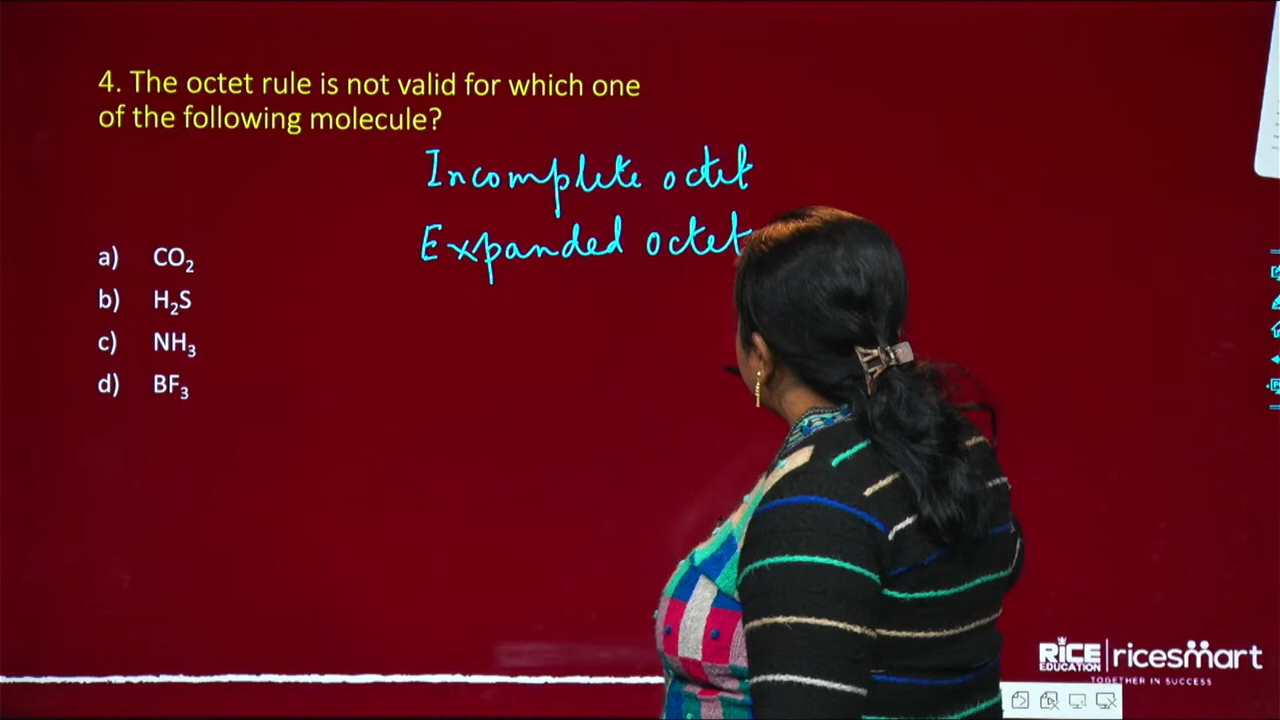 4. The octet rule is not valid for which one
of the following molecule?
Incomplete octet
Expanded octet
a) CO₂
b) H₂S
c) NH₃
d) BF₃
RICE EDUCATION | ricesmart
TOGETHER IN SUCCESS